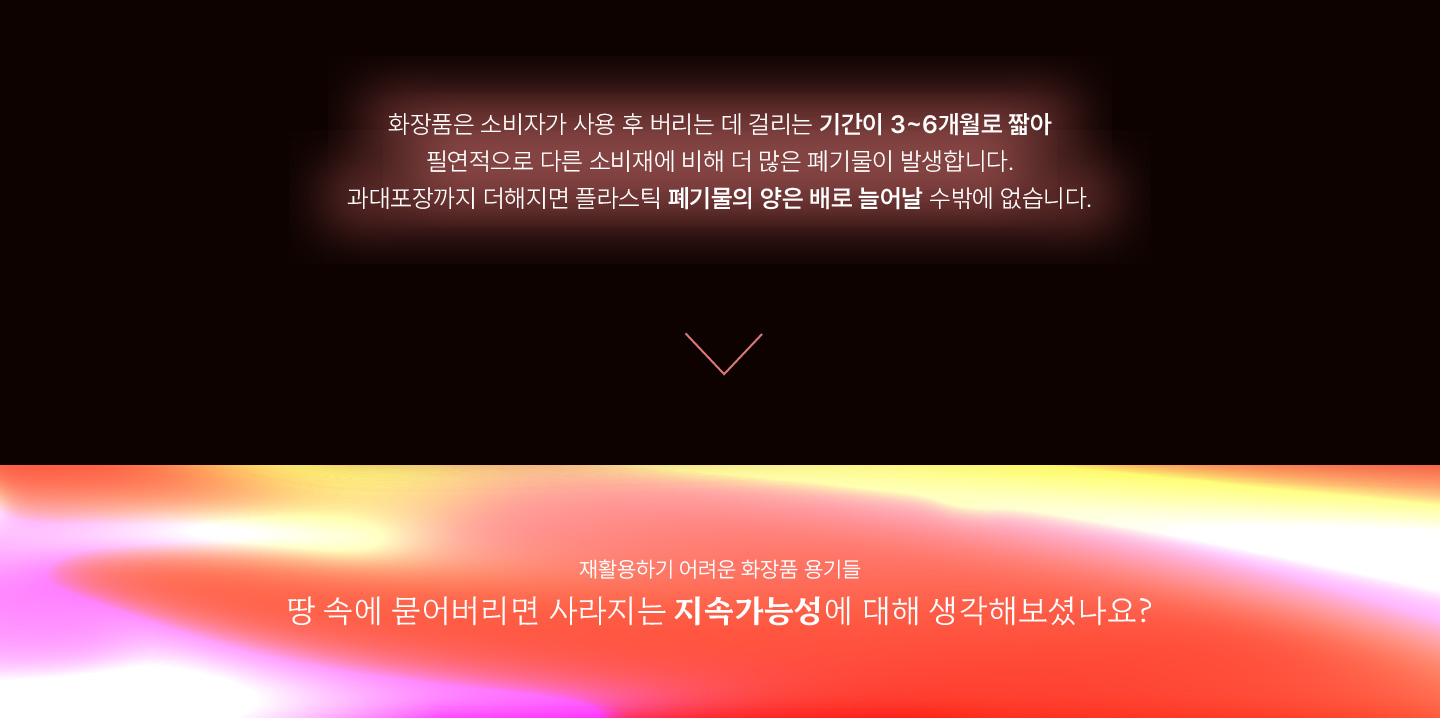 화장품은 소비자가 사용 후 버리는 데 걸리는 기간이 3~6개월로 짧아
필연적으로 다른 소비재에 비해 더 많은 폐기물이 발생합니다.
과대포장까지 더해지면 플라스틱 폐기물의 양은 배로 늘어날 수밖에 없습니다.
재활용하기 어려운 화장품 용기들
땅 속에 묻어버리면 사라지는 지속가능성에 대해 생각해보셨나요?